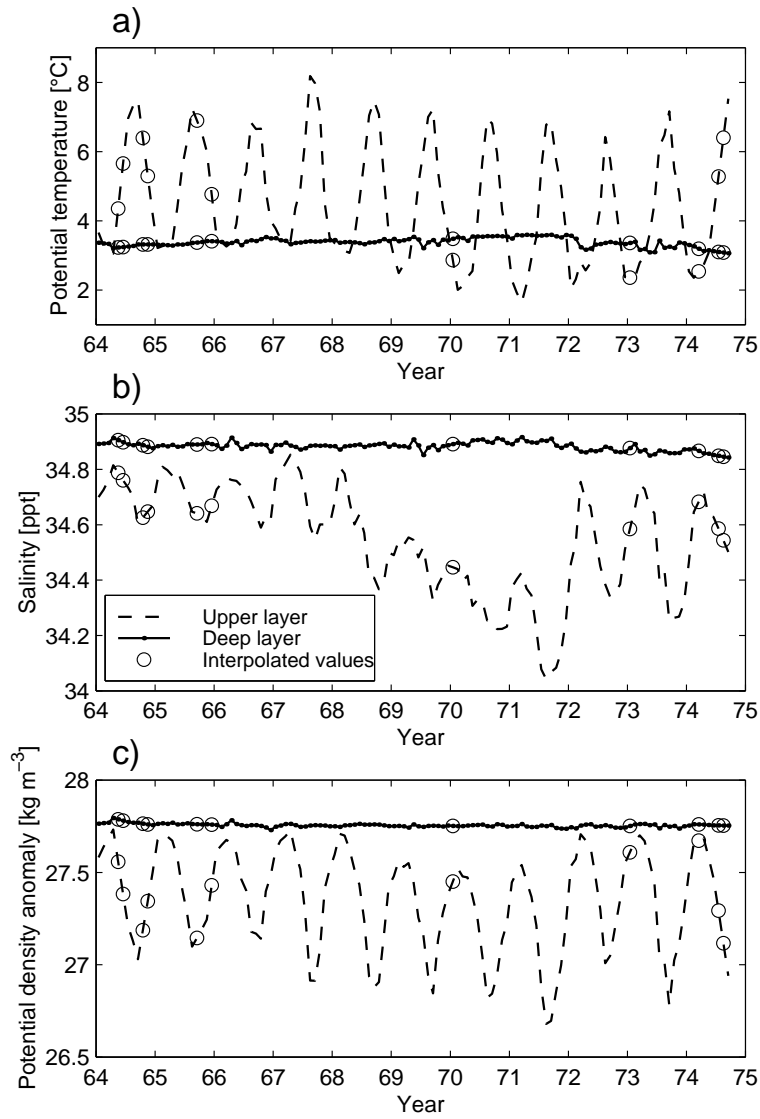 a)
Potential temperature [°C]
8
6
4
2
64 65 66 67 68 69 70 71 72 73 74 75
Year
b)
Salinity [ppt]
35
34.8
34.6
34.4
34.2
34
Upper layer
Deep layer
Interpolated values
64 65 66 67 68 69 70 71 72 73 74 75
Year
c)
Potential density anomaly [kg m⁻³]
28
27.5
27
26.5
64 65 66 67 68 69 70 71 72 73 74 75
Year